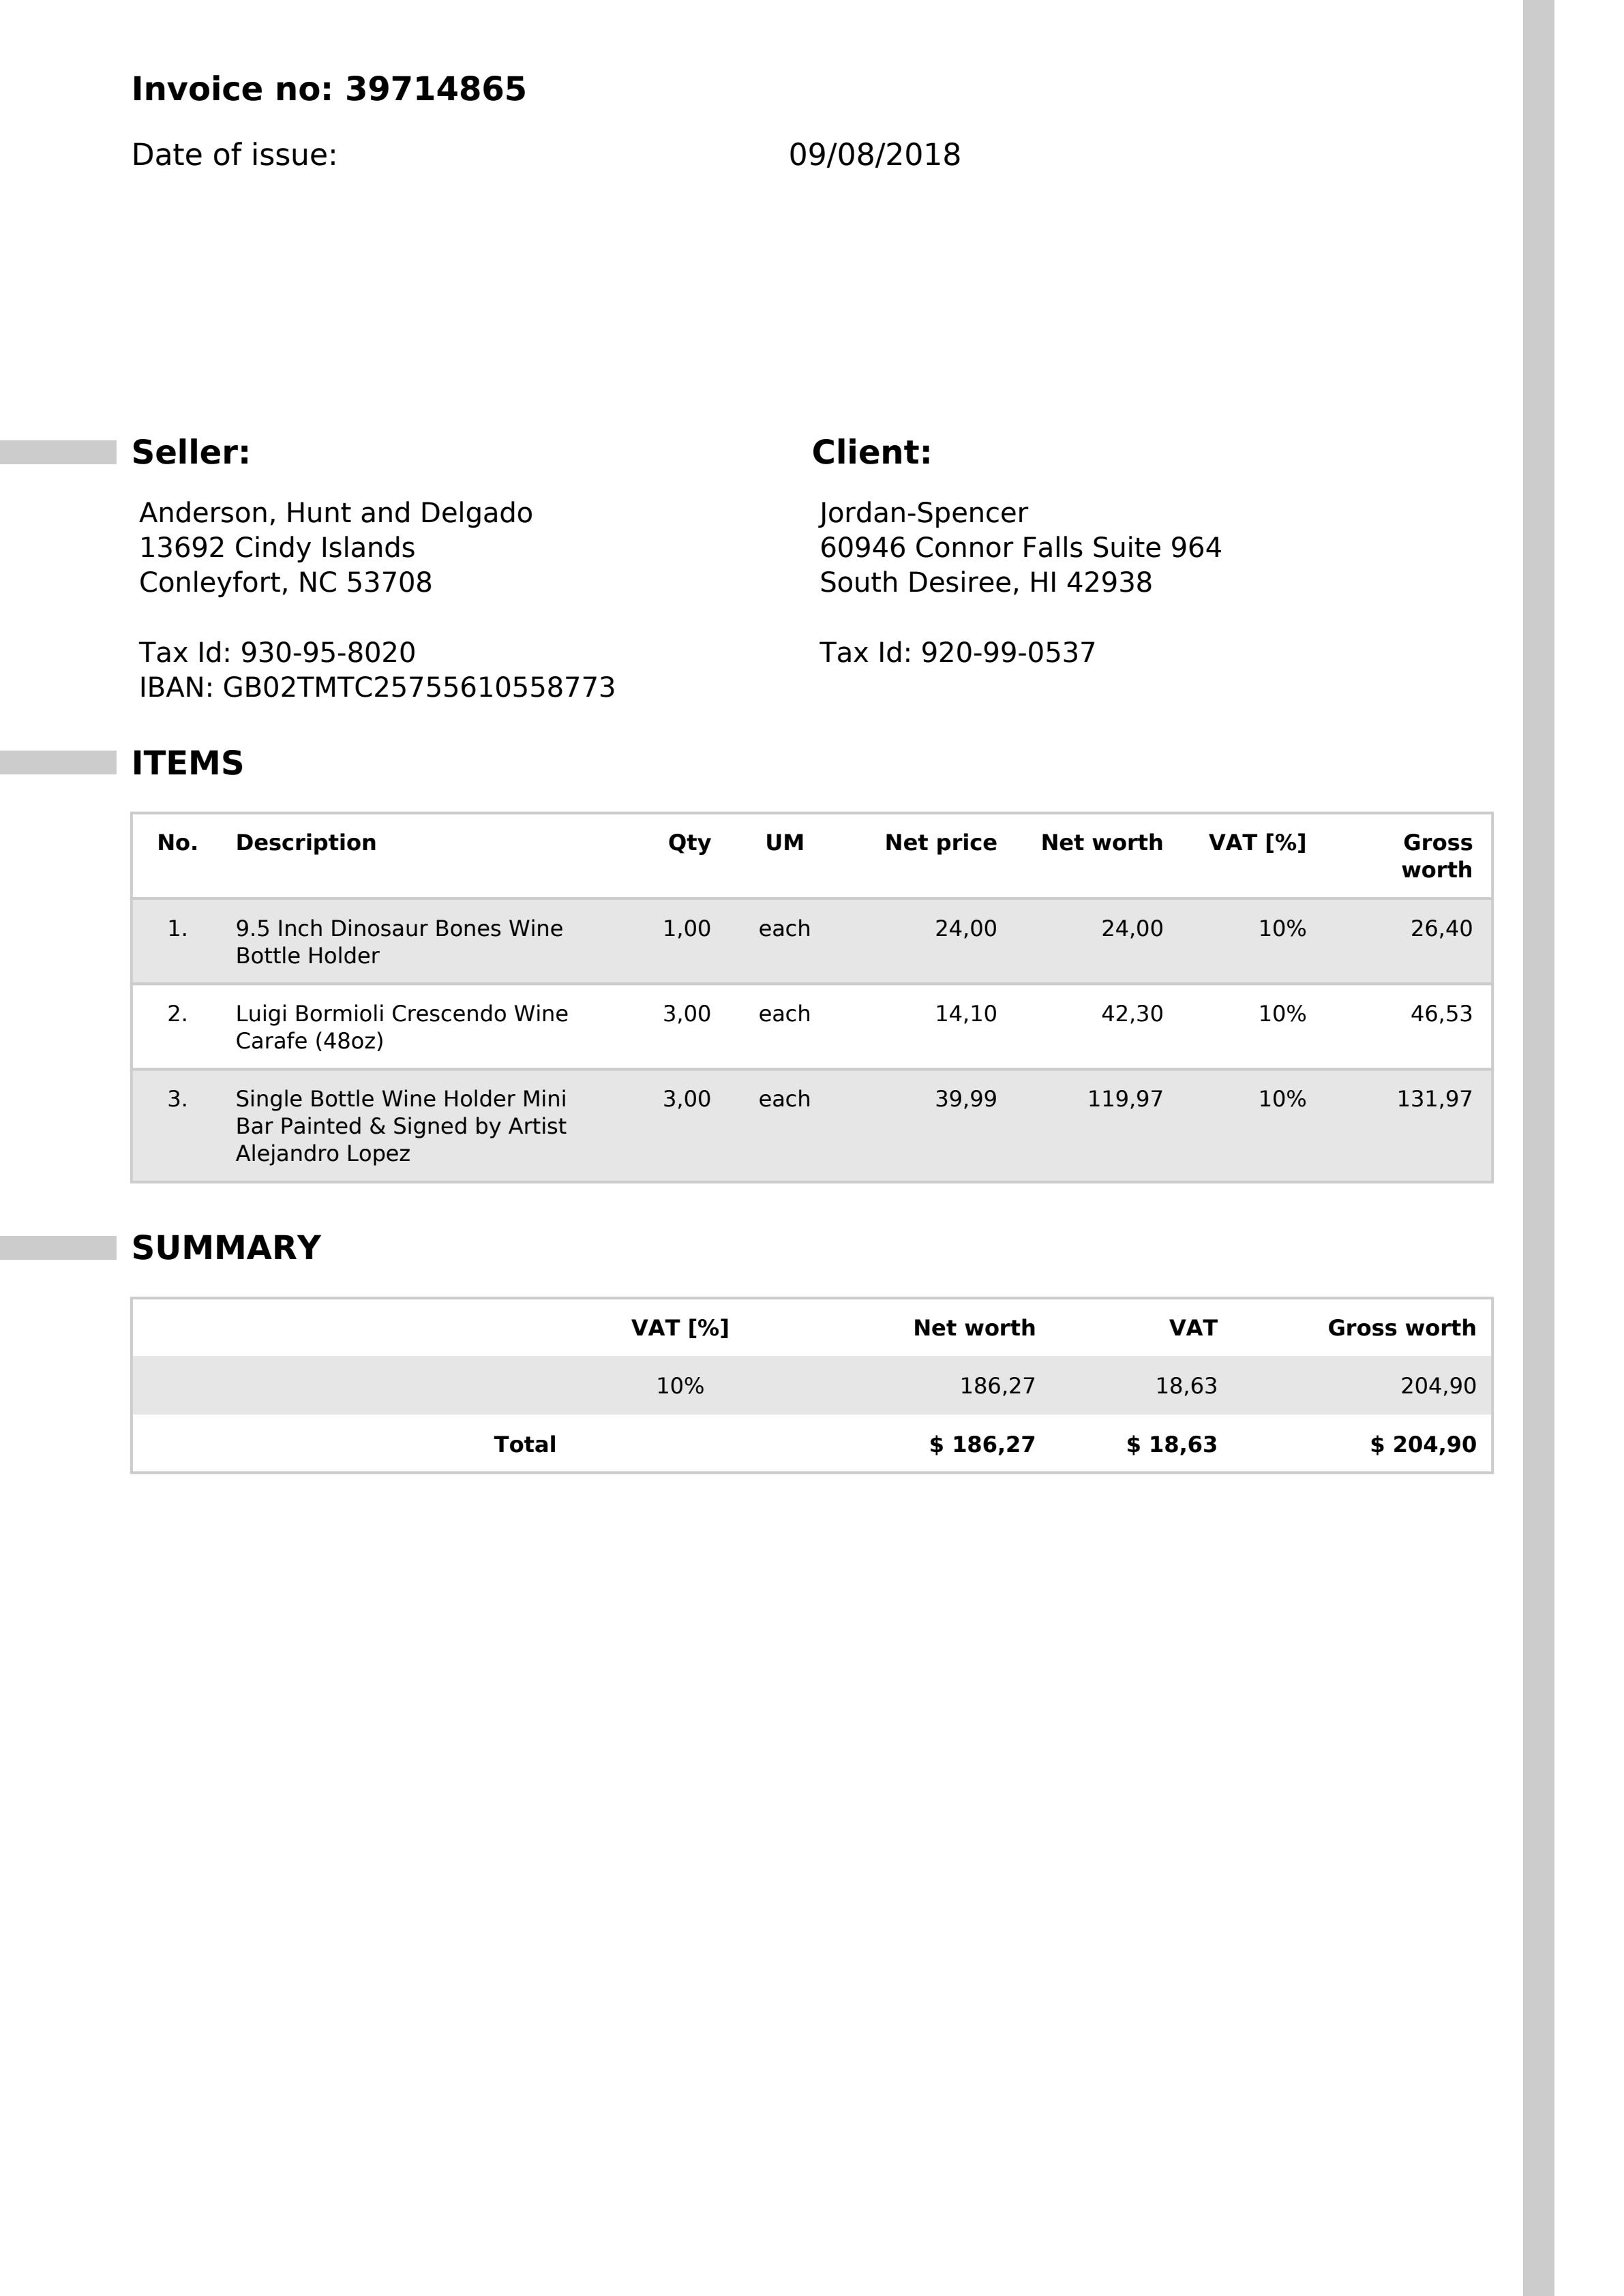 Invoice no: 39714865
Date of issue: 09/08/2018
Seller:
Anderson, Hunt and Delgado
13692 Cindy Islands
Conleyfort, NC 53708
Tax Id: 930-95-8020
IBAN: GB02TMTC25755610558773
Client:
Jordan-Spencer
60946 Connor Falls Suite 964
South Desiree, HI 42938
Tax Id: 920-99-0537
ITEMS
No. Description Qty UM Net price Net worth VAT [%] Gross
worth
1. 9.5 Inch Dinosaur Bones Wine 1,00 each 24,00 24,00 10% 26,40
Bottle Holder
2. Luigi Bormioli Crescendo Wine 3,00 each 14,10 42,30 10% 46,53
Carafe (48oz)
3. Single Bottle Wine Holder Mini 3,00 each 39,99 119,97 10% 131,97
Bar Painted & Signed by Artist
Alejandro Lopez
SUMMARY
VAT [%] Net worth VAT Gross worth
10% 186,27 18,63 204,90
Total $ 186,27 $ 18,63 $ 204,90